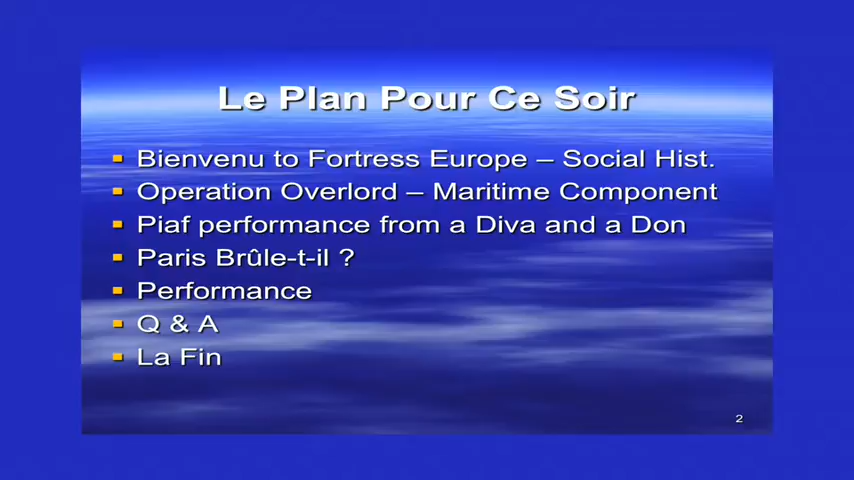 Le Plan Pour Ce Soir
Bienvenu to Fortress Europe – Social Hist.
Operation Overlord – Maritime Component
Piaf performance from a Diva and a Don
Paris Brûle-t-il ?
Performance
Q & A
La Fin
2